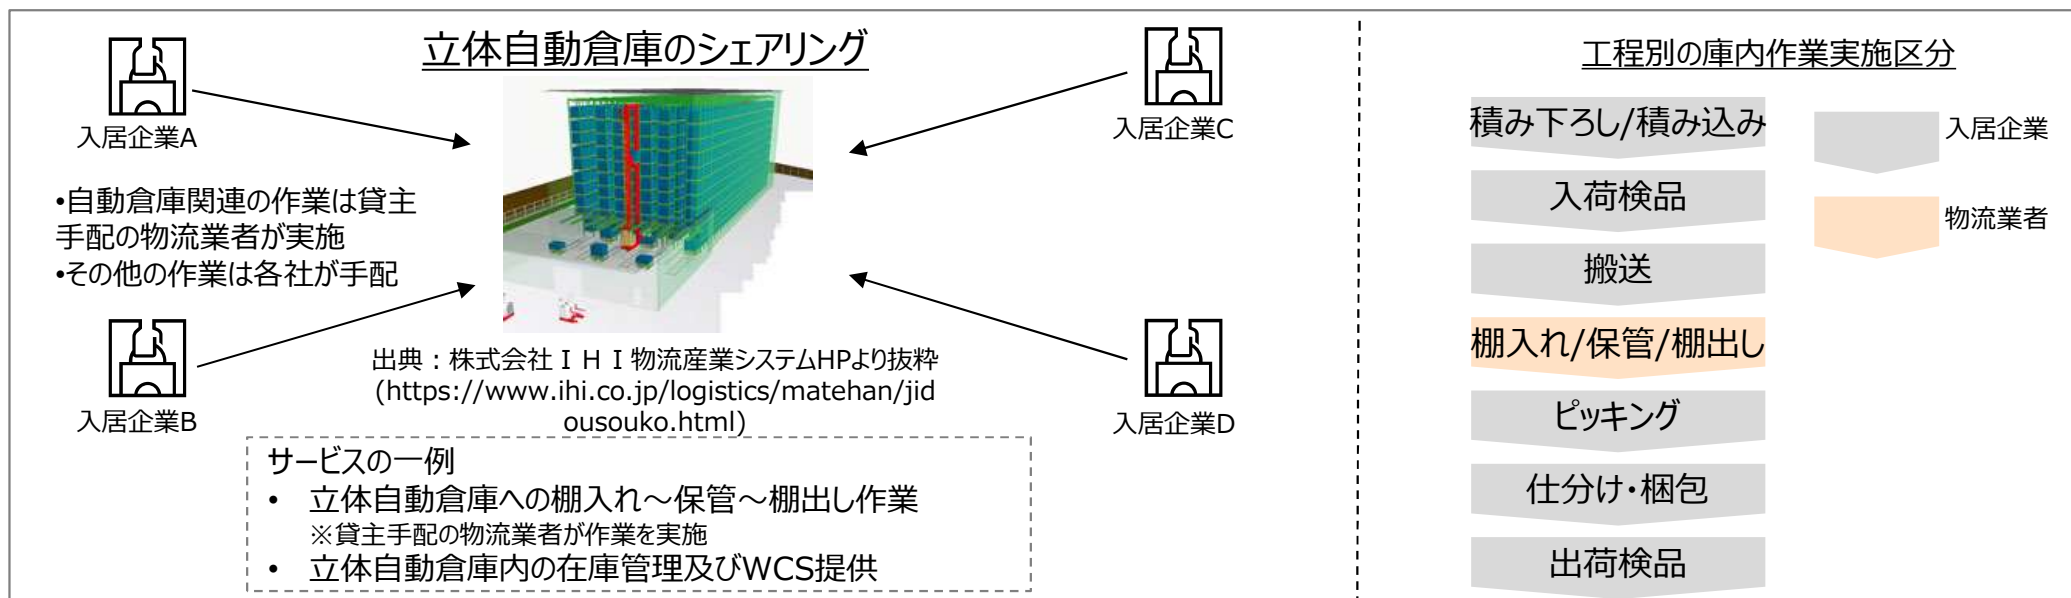 立体自動倉庫のシェアリング
入居企業A
入居企業C
•自動倉庫関連の作業は貸主
手配の物流業者が実施
•その他の作業は各社が手配
入居企業B
入居企業D
出典：株式会社ＩＨＩ物流産業システムHPより抜粋
(https://www.ihi.co.jp/logistics/matehan/jid
ousouko.html)
サービスの一例
• 立体自動倉庫への棚入れ～保管～棚出し作業
※貸主手配の物流業者が作業を実施
• 立体自動倉庫内の在庫管理及びWCS提供
工程別の庫内作業実施区分
積み下ろし/積み込み
入荷検品
搬送
棚入れ/保管/棚出し
ピッキング
仕分け・梱包
出荷検品
入居企業
物流業者